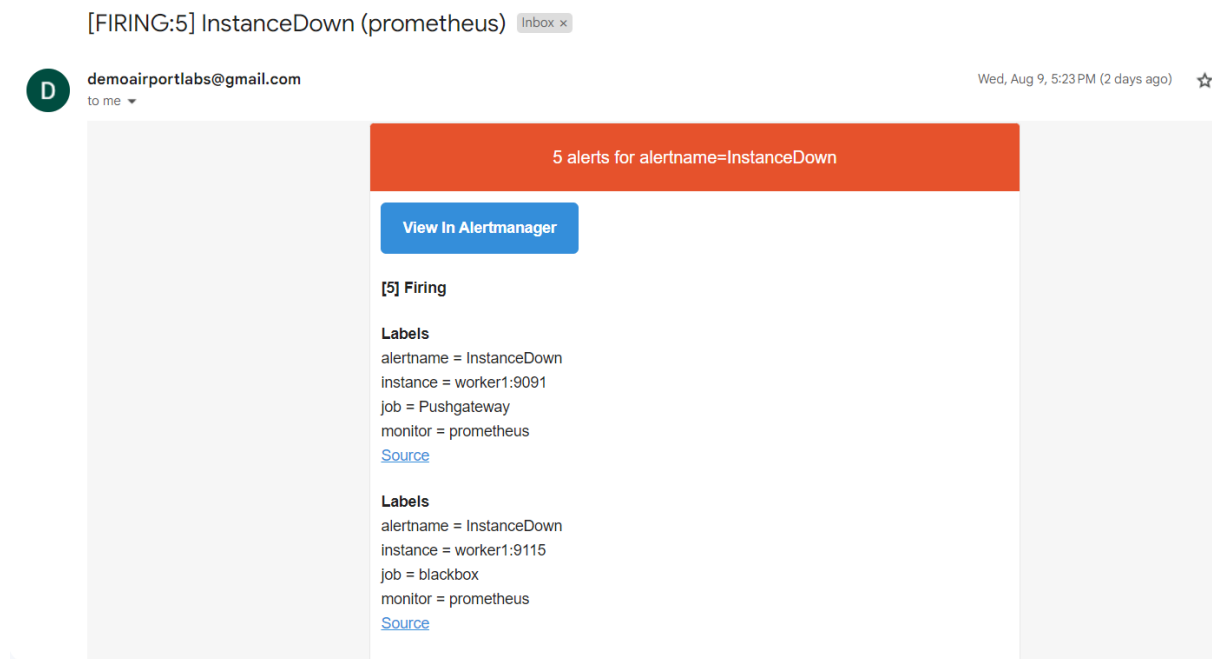 [FIRING:5] InstanceDown (prometheus) Inbox ×
D
demoairportlabs@gmail.com
Wed, Aug 9, 5:23 PM (2 days ago)
to me
5 alerts for alertname=InstanceDown
View In Alertmanager
[5] Firing
Labels
alertname = InstanceDown
instance = worker1:9091
job = Pushgateway
monitor = prometheus
Source
Labels
alertname = InstanceDown
instance = worker1:9115
job = blackbox
monitor = prometheus
Source